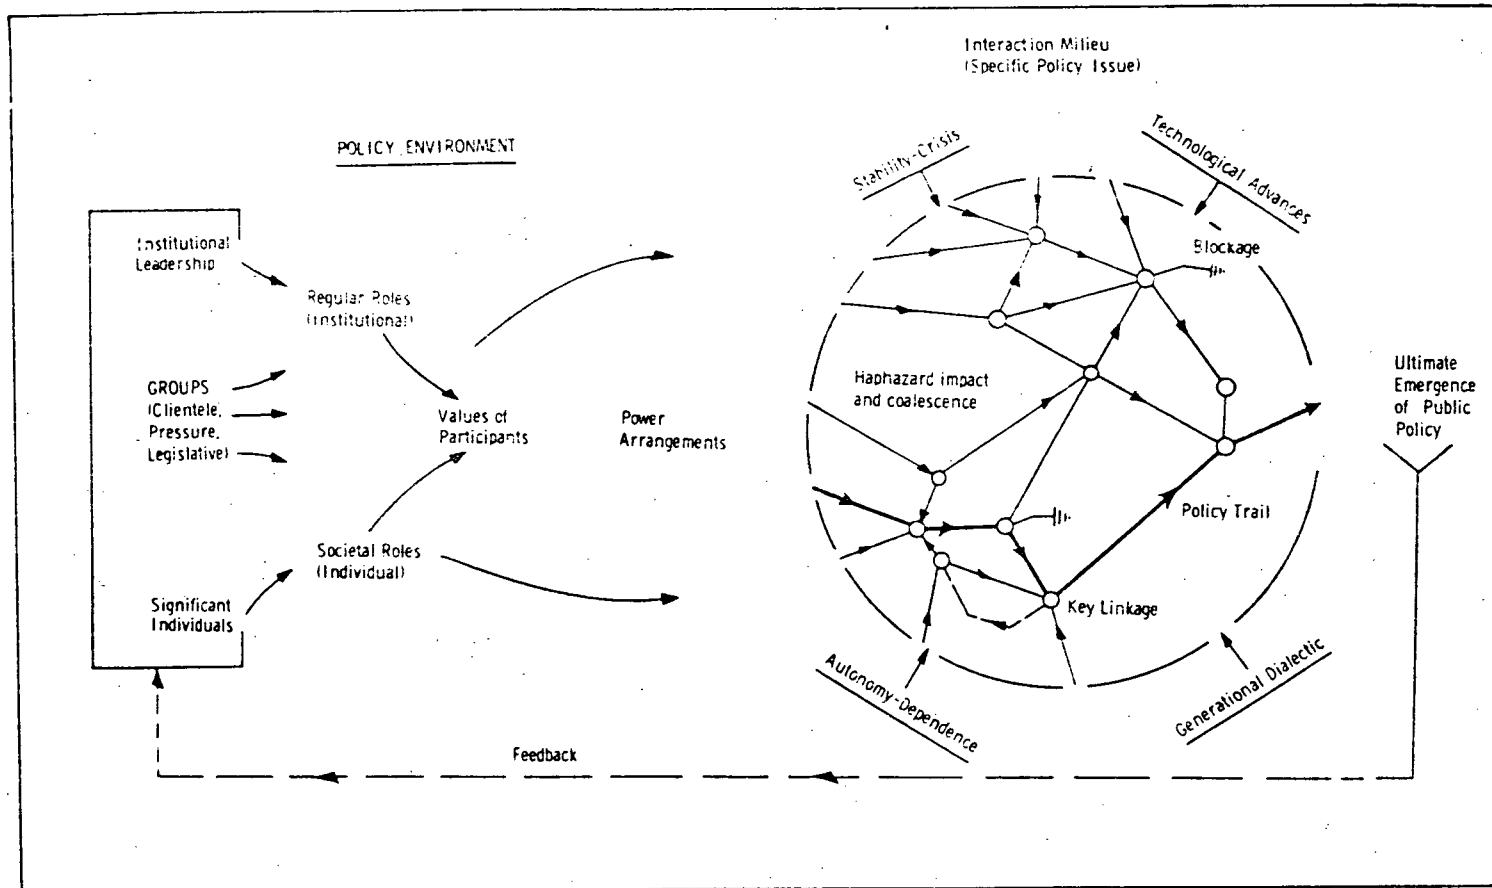 Interaction Milieu
(Specific Policy Issue)
POLICY ENVIRONMENT
Stability-Crisis
Technological Advances
Institutional
Leadership
Blockage
Regular Roles
(Institutional)
GROUPS
(Clientele,
Pressure,
Legislative)
Values of
Participants
Power
Arrangements
Haphazard impact
and coalescence
Ultimate
Emergence
of Public
Policy
Policy Trail
Societal Roles
(Individual)
Significant
Individuals
Key Linkage
Autonomy-Dependence
Generational Dialectic
Feedback